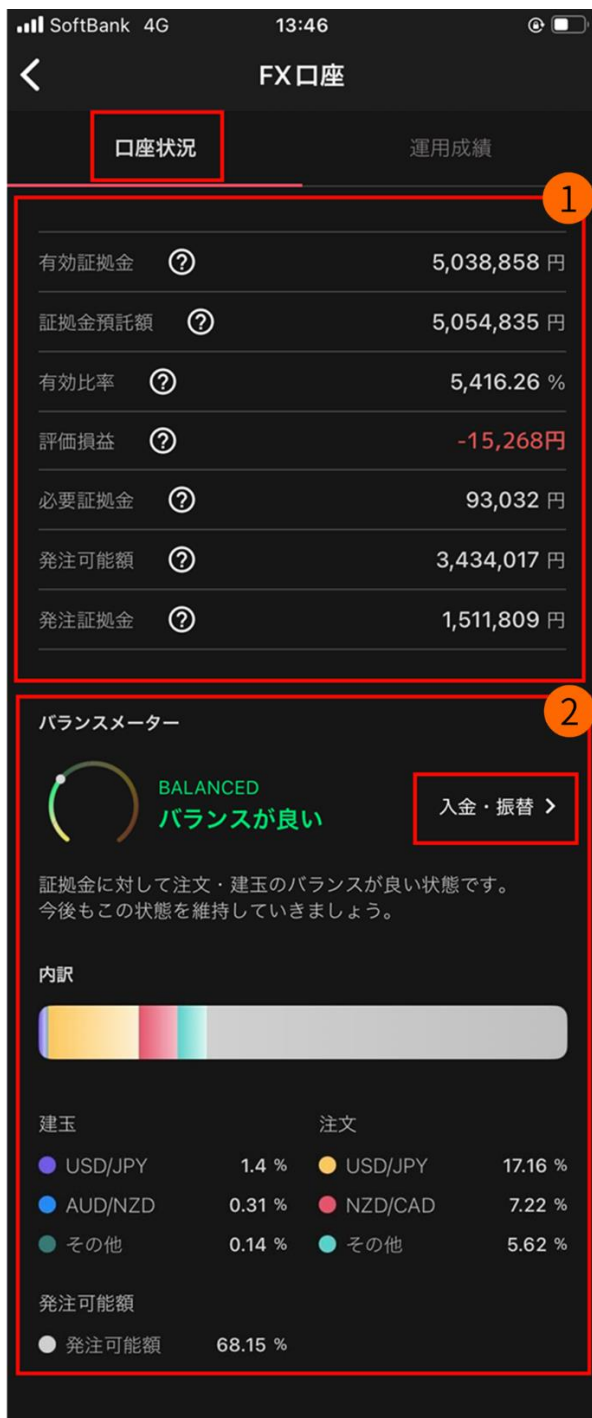 SoftBank 4G 13:46
FX口座
口座状況 運用成績
1
有効証拠金 ? 5,038,858 円
証拠金預託額 ? 5,054,835 円
有効比率 ? 5,416.26 %
評価損益 ? -15,268円
必要証拠金 ? 93,032 円
発注可能額 ? 3,434,017 円
発注証拠金 ? 1,511,809 円
2
バランスメーター
BALANCED
バランスが良い
入金・振替 >
証拠金に対して注文・建玉のバランスが良い状態です。
今後もこの状態を維持していきましょう。
内訳
建玉 注文
USD/JPY 1.4 % USD/JPY 17.16 %
AUD/NZD 0.31 % NZD/CAD 7.22 %
その他 0.14 % その他 5.62 %
発注可能額
発注可能額 68.15 %